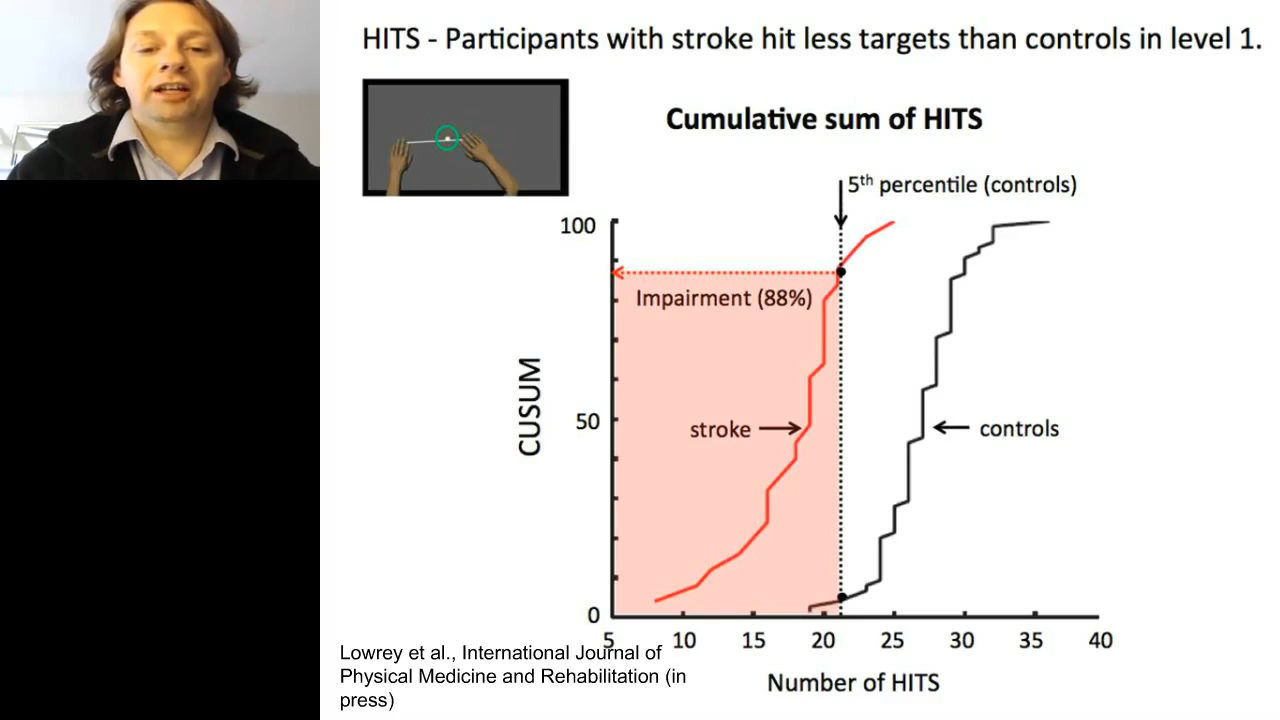 HITS - Participants with stroke hit less targets than controls in level 1.
Cumulative sum of HITS
5th percentile (controls)
100
Impairment (88%)
CUSUM
50
stroke
controls
0
5 10 15 20 25 30 35 40
Number of HITS
Lowrey et al., International Journal of
Physical Medicine and Rehabilitation (in
press)